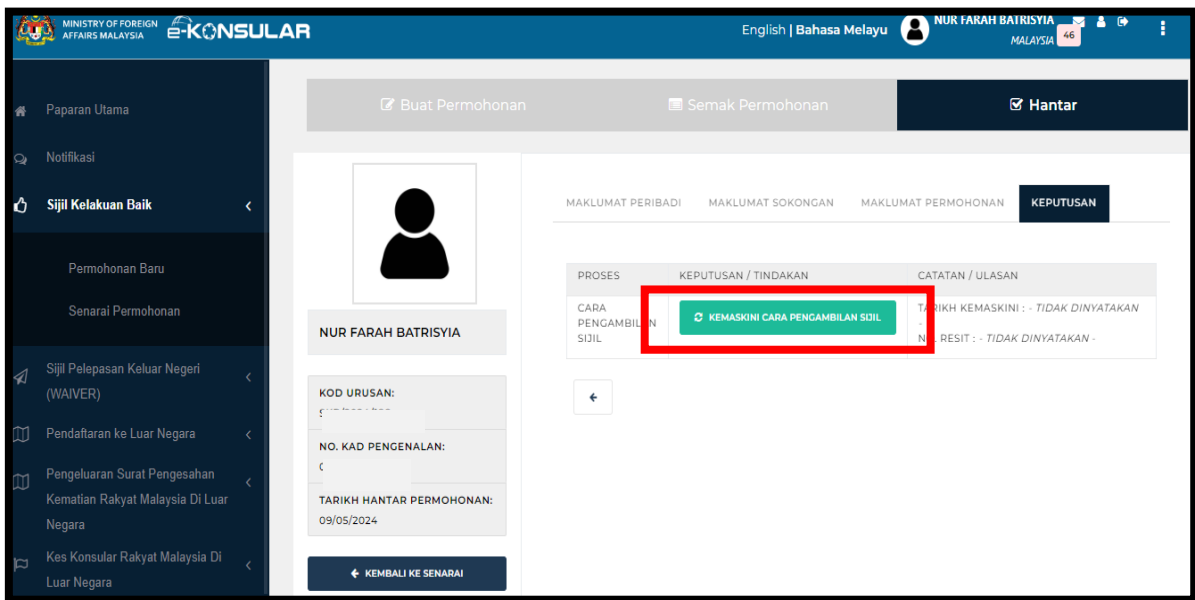 MINISTRY OF FOREIGN
AFFAIRS MALAYSIA
e-KONSULAR
English | Bahasa Melayu
NUR FARAH BATRISYIA
MALAYSIA
46
Paparan Utama
Notifikasi
Sijil Kelakuan Baik
Permohonan Baru
Senarai Permohonan
Sijil Pelepasan Keluar Negeri
(WAIVER)
Pendaftaran ke Luar Negara
Pengeluaran Surat Pengesahan
Kematian Rakyat Malaysia Di Luar
Negara
Kes Konsular Rakyat Malaysia Di
Luar Negara
Buat Permohonan
Semak Permohonan
Hantar
NUR FARAH BATRISYIA
KOD URUSAN:
NO. KAD PENGENALAN:
TARIKH HANTAR PERMOHONAN:
09/05/2024
KEMBALI KE SENARAI
MAKLUMAT PERIBADI
MAKLUMAT SOKONGAN
MAKLUMAT PERMOHONAN
KEPUTUSAN
PROSES
KEPUTUSAN / TINDAKAN
CATATAN / ULASAN
CARA
PENGAMBILAN
SIJIL
KEMASKINI CARA PENGAMBILAN SIJIL
TARIKH KEMASKINI : - TIDAK DINYATAKAN
-
NO. RESIT : - TIDAK DINYATAKAN -